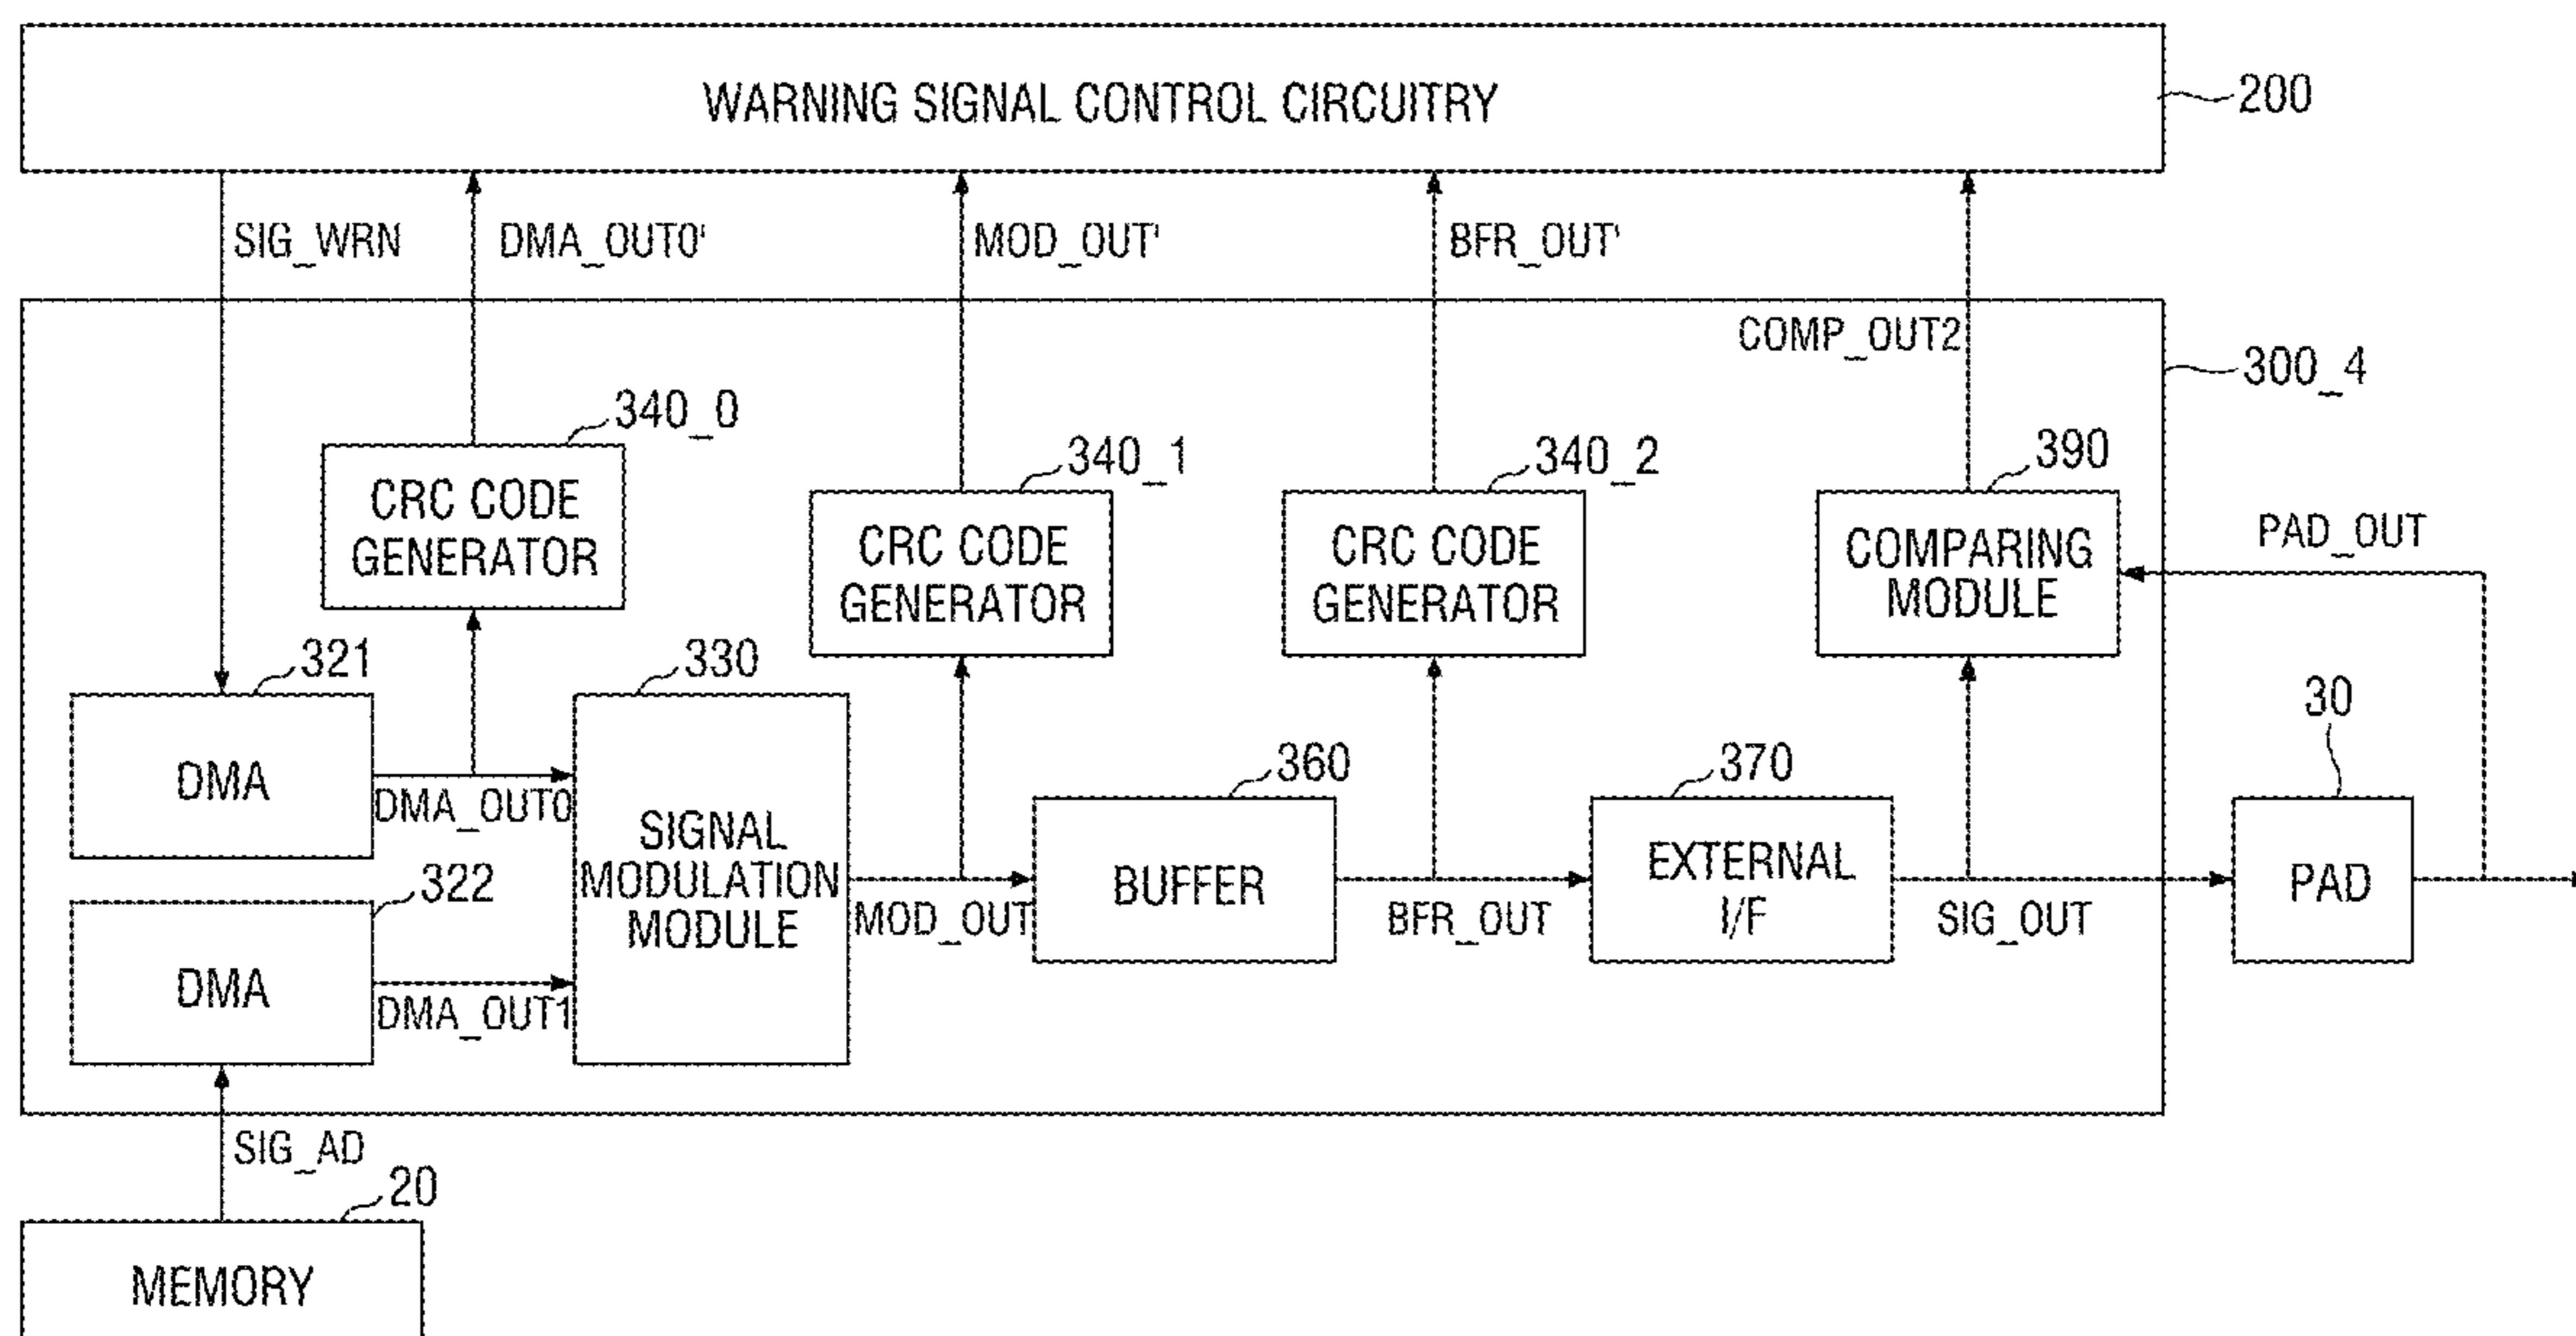 WARNING SIGNAL CONTROL CIRCUITRY
200
SIG_WRN
DMA_OUT0'
MOD_OUT'
BFR_OUT'
COMP_OUT2
300_4
340_0
CRC CODE
GENERATOR
340_1
CRC CODE
GENERATOR
340_2
CRC CODE
GENERATOR
390
COMPARING
MODULE
PAD_OUT
321
DMA
DMA_OUT0
322
DMA
DMA_OUT1
330
SIGNAL
MODULATION
MODULE
MOD_OUT
360
BUFFER
BFR_OUT
370
EXTERNAL
I/F
SIG_OUT
30
PAD
SIG_AD
20
MEMORY